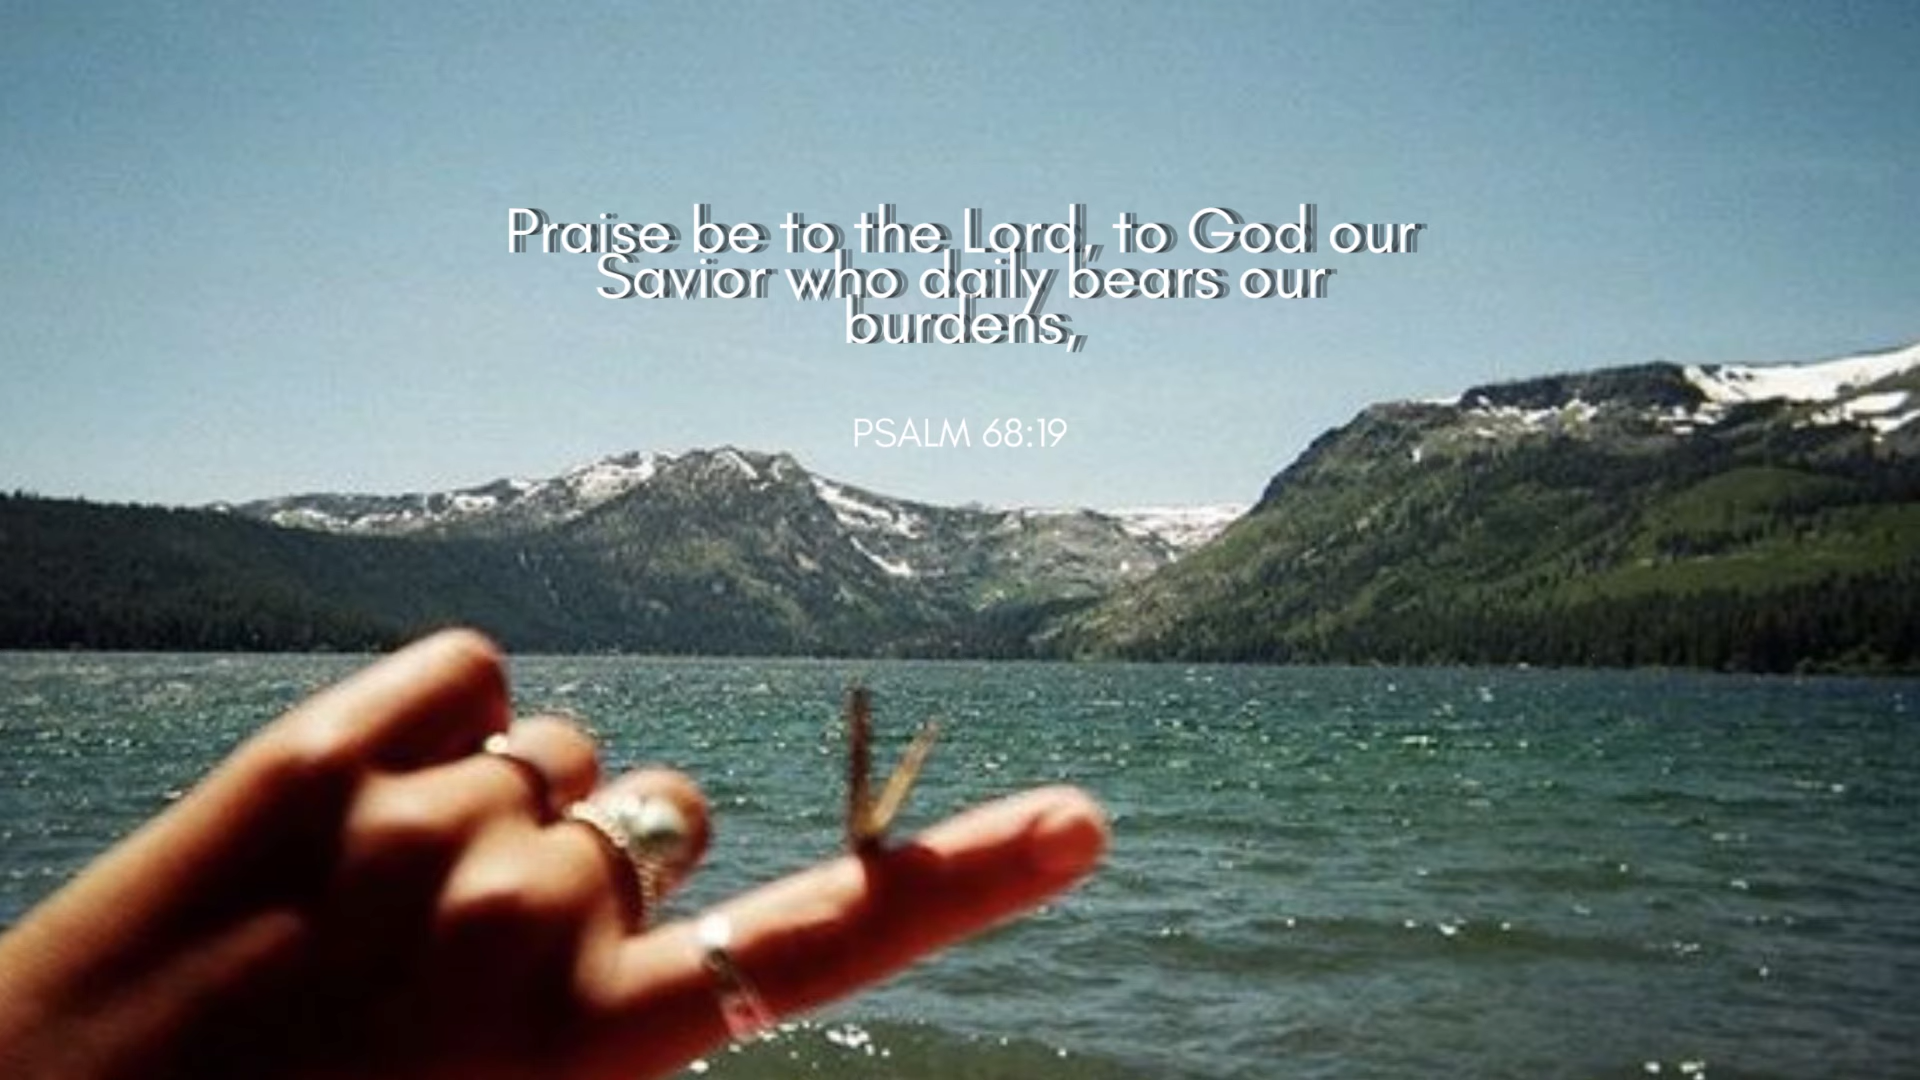 Praise be to the Lord, to God our
Savior who daily bears our
burdens,
PSALM 68:19